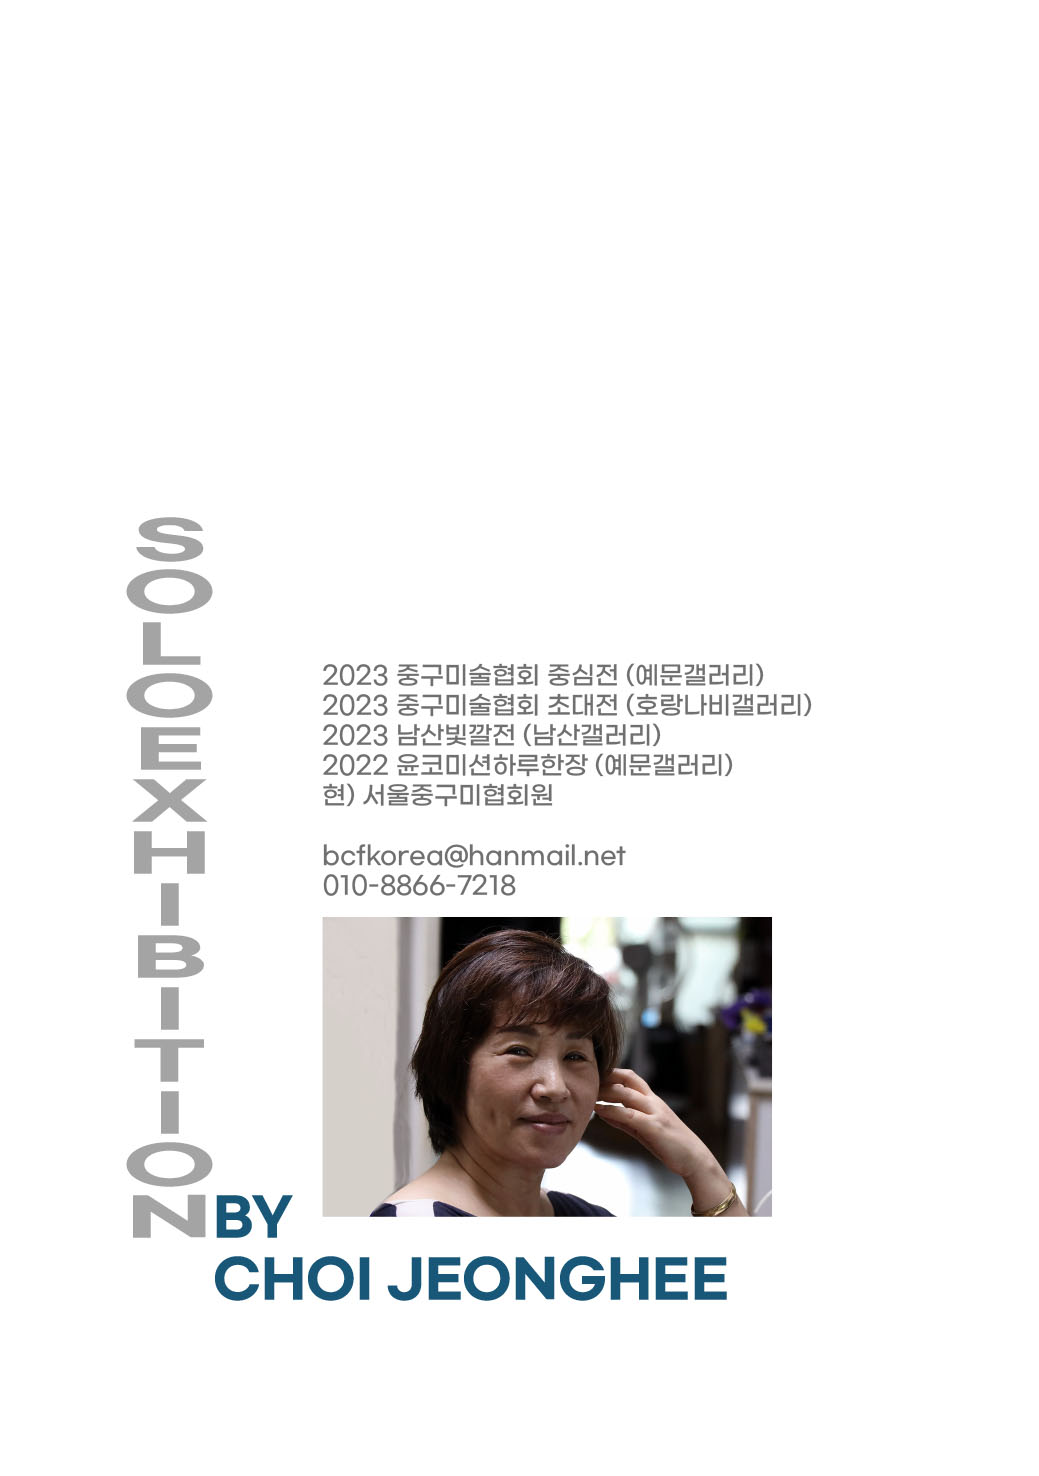 SOLO EXHIBITION
2023 중구미술협회 중심전 (예문갤러리)
2023 중구미술협회 초대전 (호랑나비갤러리)
2023 남산빛깔전 (남산갤러리)
2022 윤코미션하루한장 (예문갤러리)
현) 서울중구미협회원
bcfkorea@hanmail.net
010-8866-7218
BY
CHOI JEONGHEE